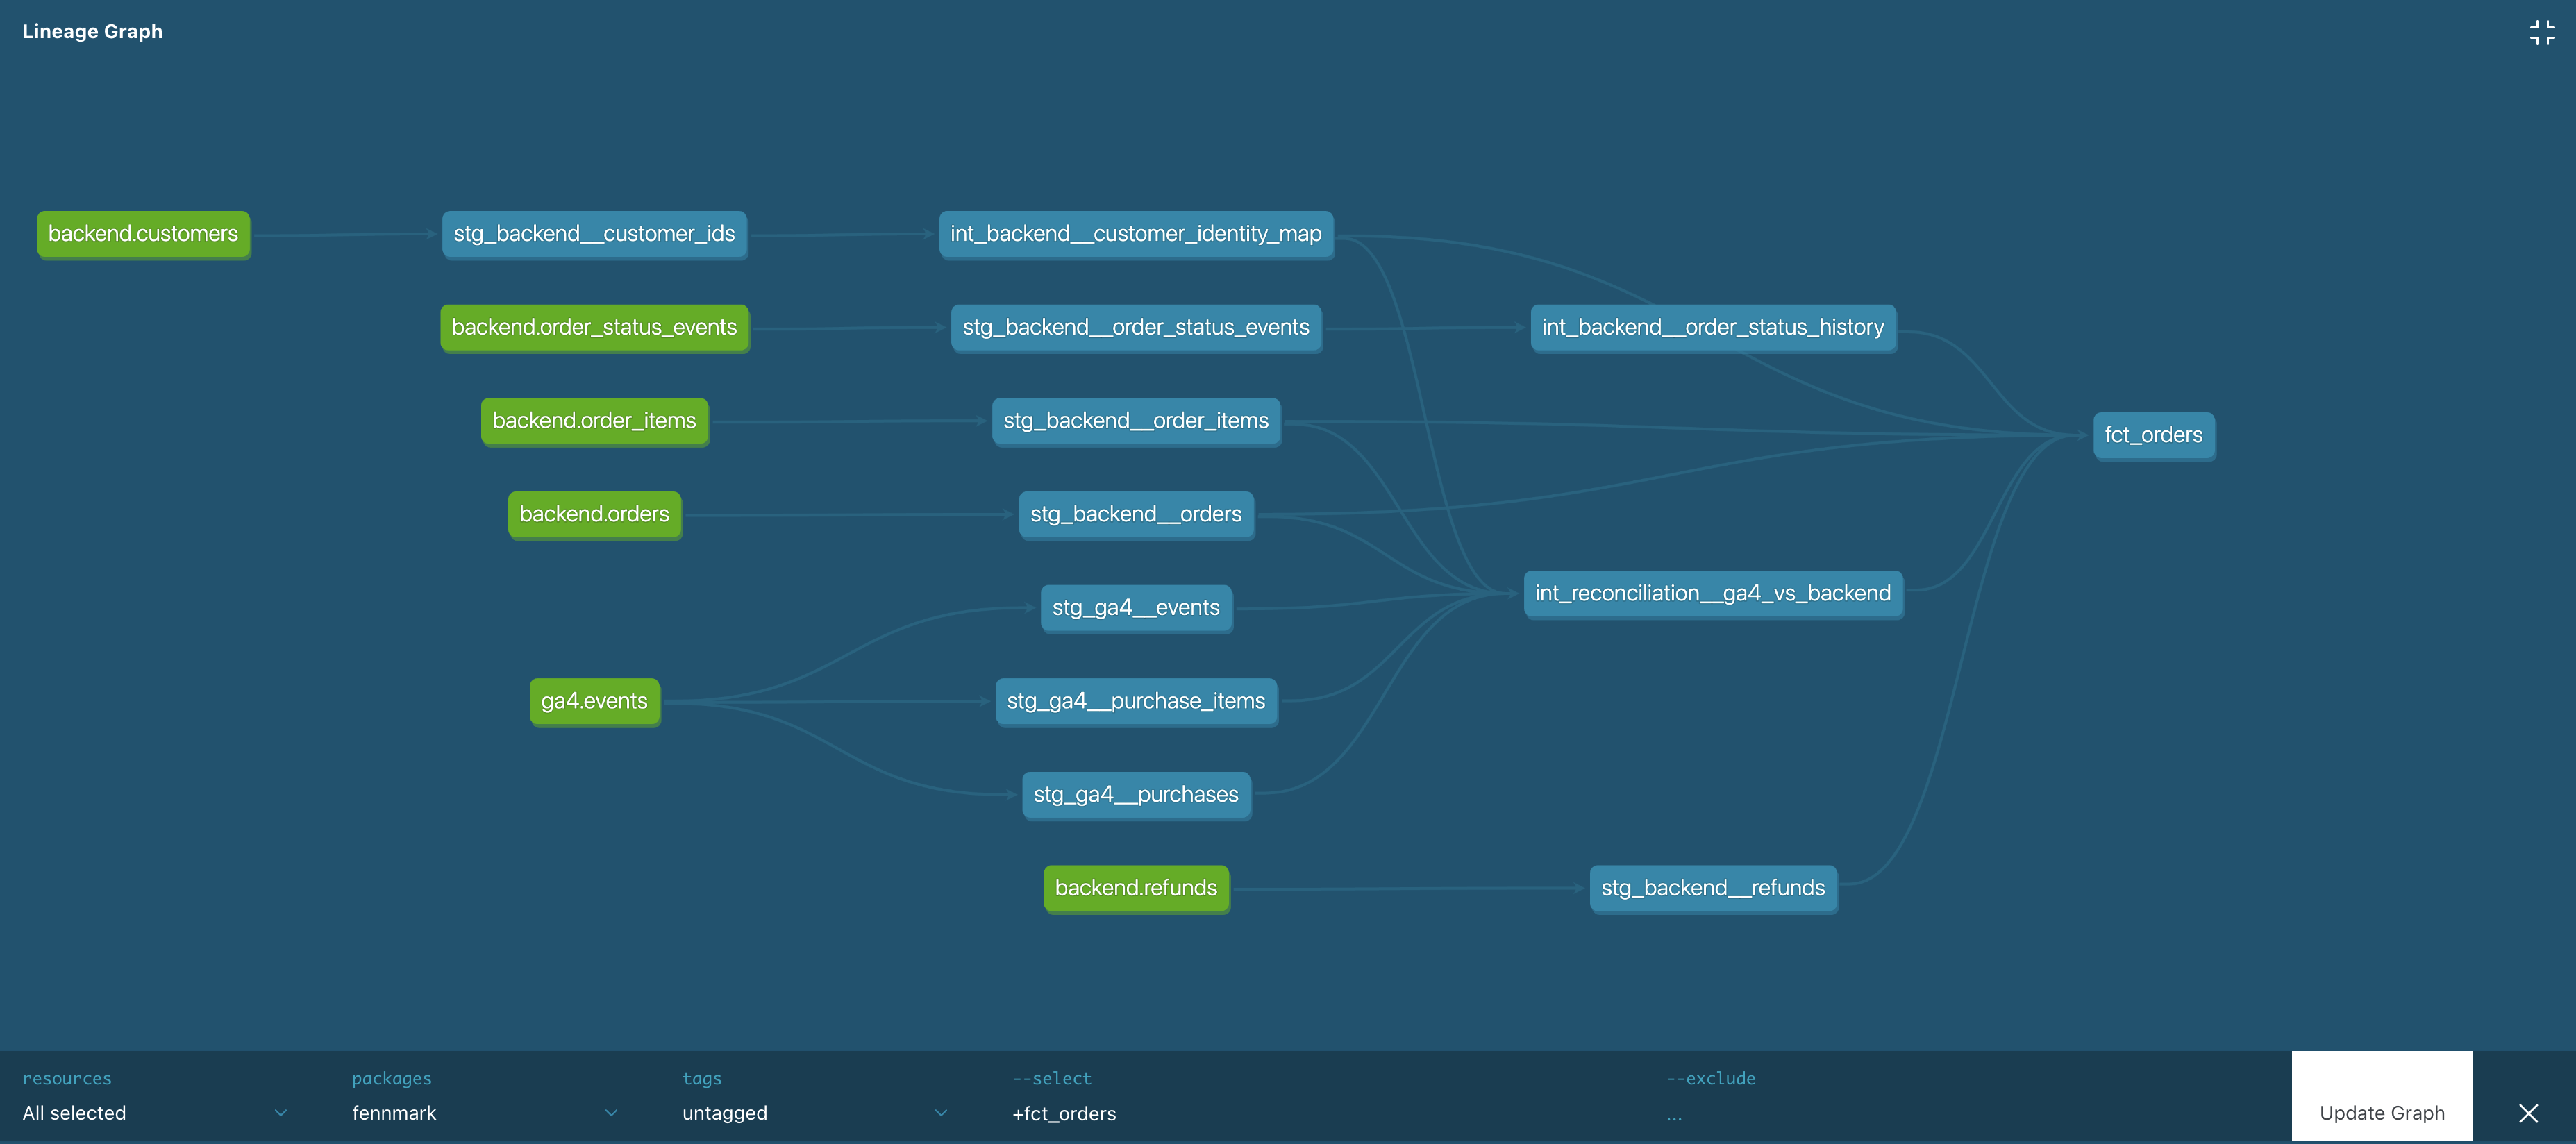 Lineage Graph
backend.customers
stg_backend__customer_ids
int_backend__customer_identity_map
backend.order_status_events
stg_backend__order_status_events
int_backend__order_status_history
backend.order_items
stg_backend__order_items
fct_orders
backend.orders
stg_backend__orders
stg_ga4__events
int_reconciliation__ga4_vs_backend
ga4.events
stg_ga4__purchase_items
stg_ga4__purchases
backend.refunds
stg_backend__refunds
resources
All selected
packages
fennmark
tags
untagged
--select
+fct_orders
--exclude
...
Update Graph